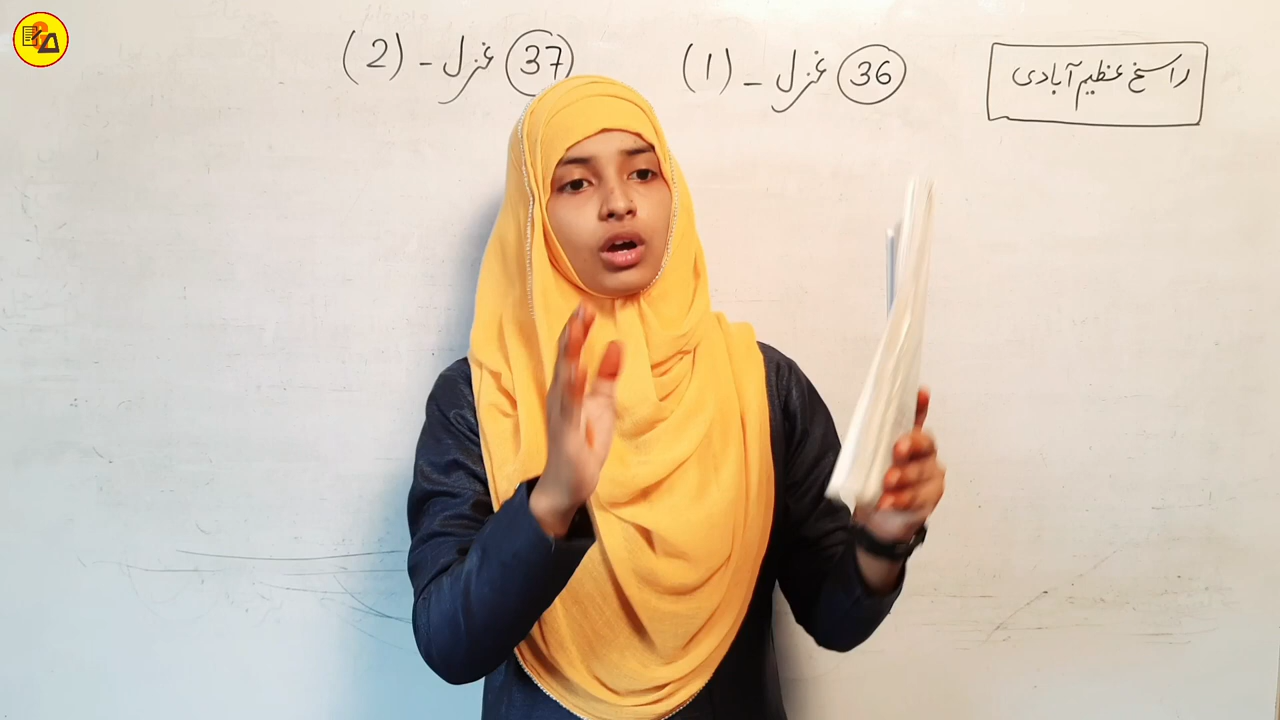 راسخ عظیم آبادی
36 غزل - (1)
37 غزل - (2)